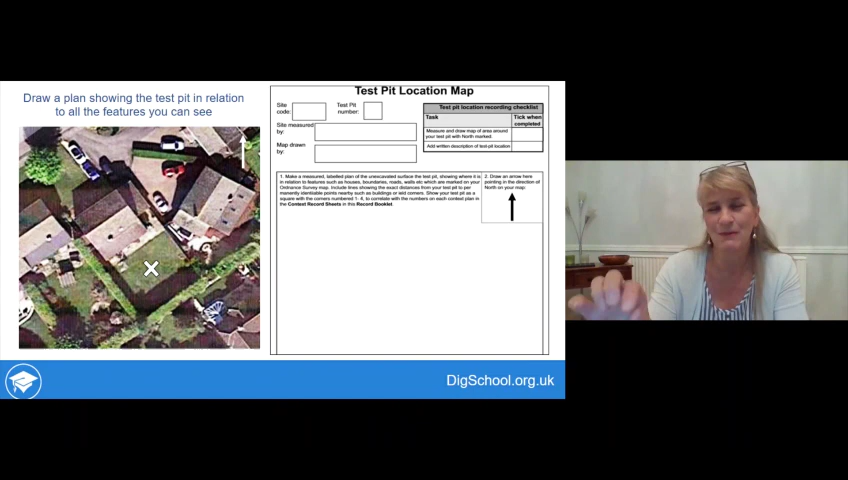 Draw a plan showing the test pit in relation
to all the features you can see
Test Pit Location Map
Site
code:
Test Pit
number:
Site measured
by:
Map drawn
by:
Test pit location recording checklist
Task
Tick when
completed
Measure and draw map of area around
your test pit with North marked.
Add written description of test-pit location
1. Make a measured, labelled plan of the unexcavated surface the test pit, showing where it is
in relation to features such as houses, boundaries, roads, walls etc which are marked on your
Ordnance Survey map. Include lines showing the exact distances from your test pit to per
manently identifiable points nearby such as buildings or field corners. Show your test pit as a
square with the corners numbered 1- 4, to correlate with the numbers on each context plan in
the Context Record Sheets in this Record Booklet.
2. Draw an arrow here
pointing in the direction of
North on your map:
DigSchool.org.uk